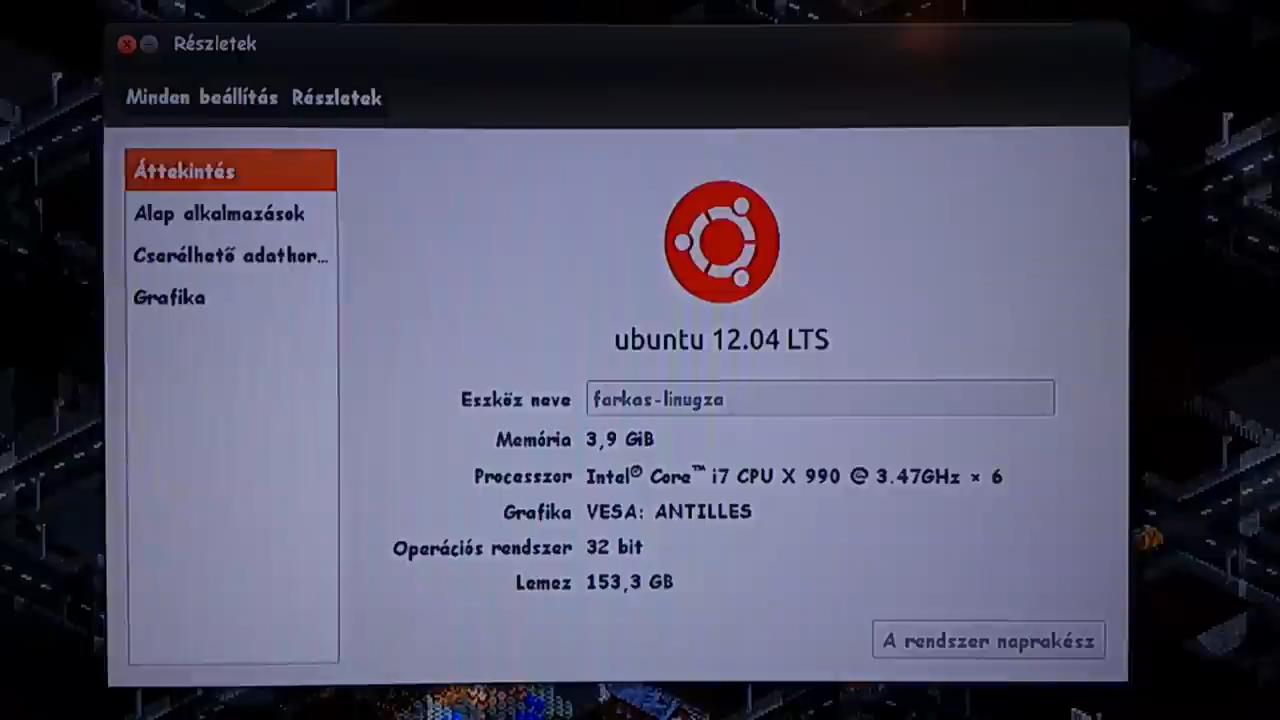 Részletek
Minden beállítás Részletek
Áttekintés
Alap alkalmazások
Cserélhető adathor...
Grafika
ubuntu 12.04 LTS
Eszköz neve farkas-linugza
Memória 3,9 GiB
Processzor Intel® Core™ i7 CPU X 990 @ 3.47GHz × 6
Grafika VESA: ANTILLES
Operációs rendszer 32 bit
Lemez 153,3 GB
A rendszer naprakész